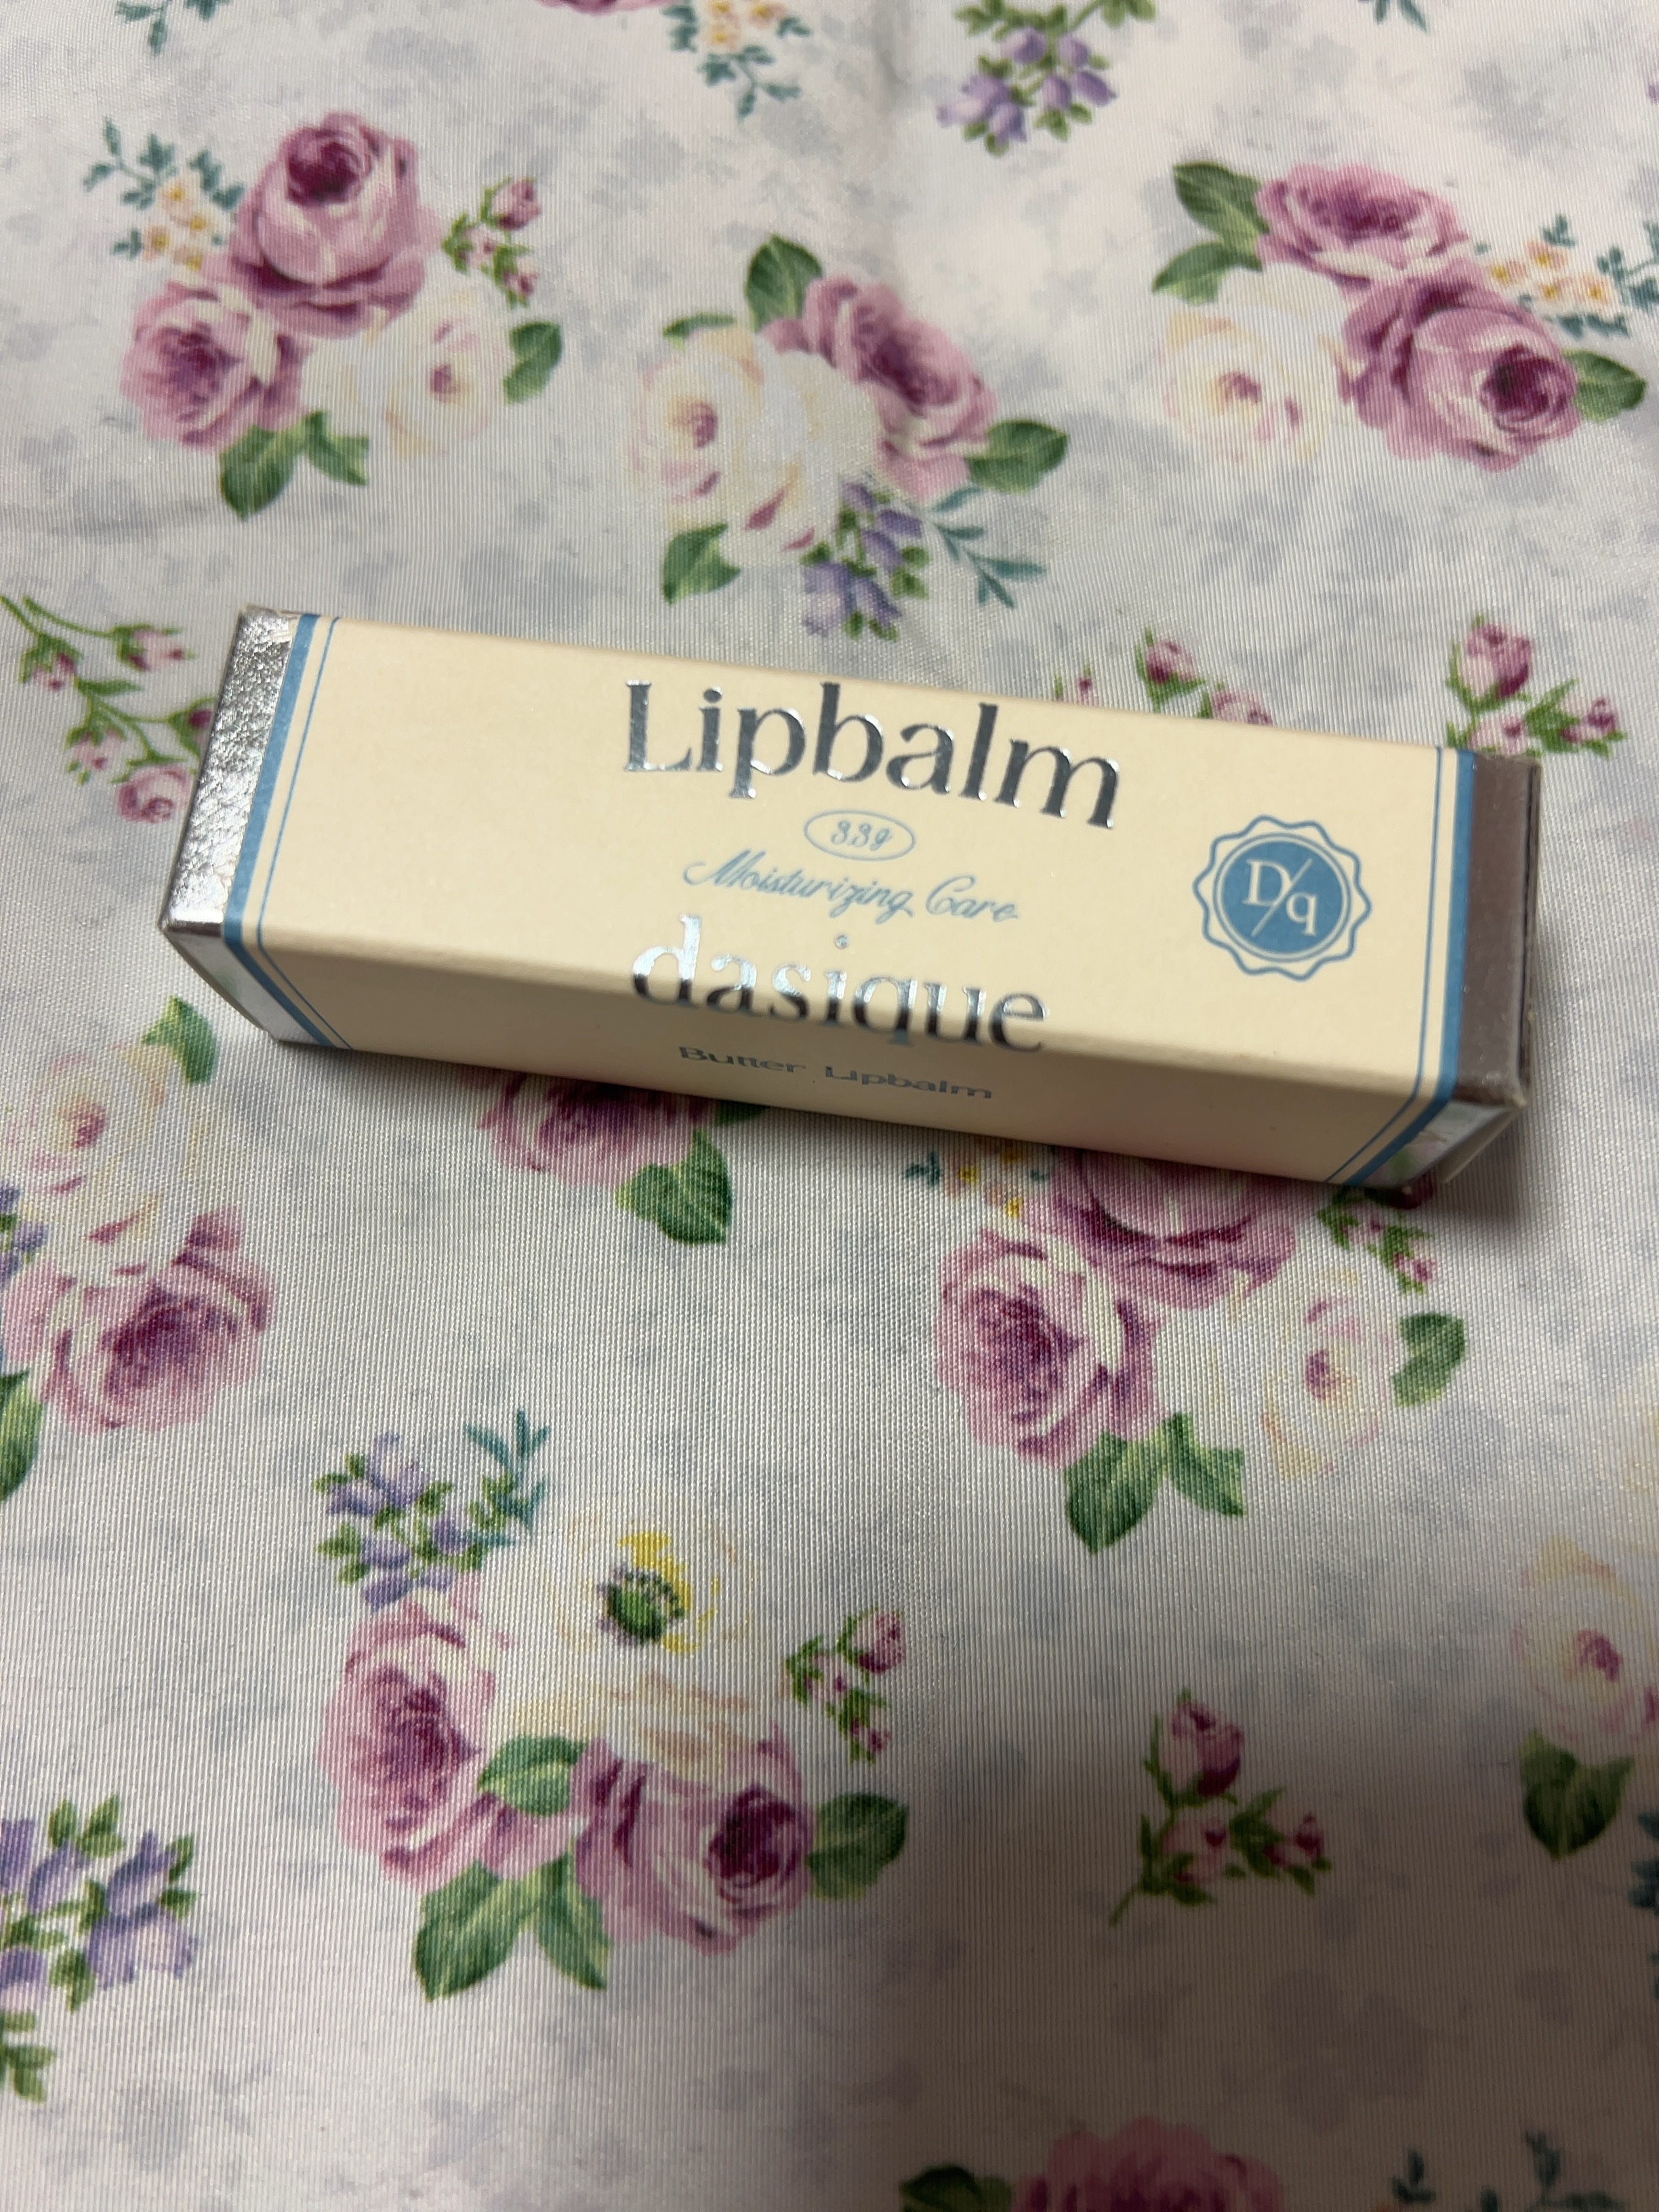 Lipbalm
3.3g
Moisturizing Care
dasique
Butter Lipbalm
D/q